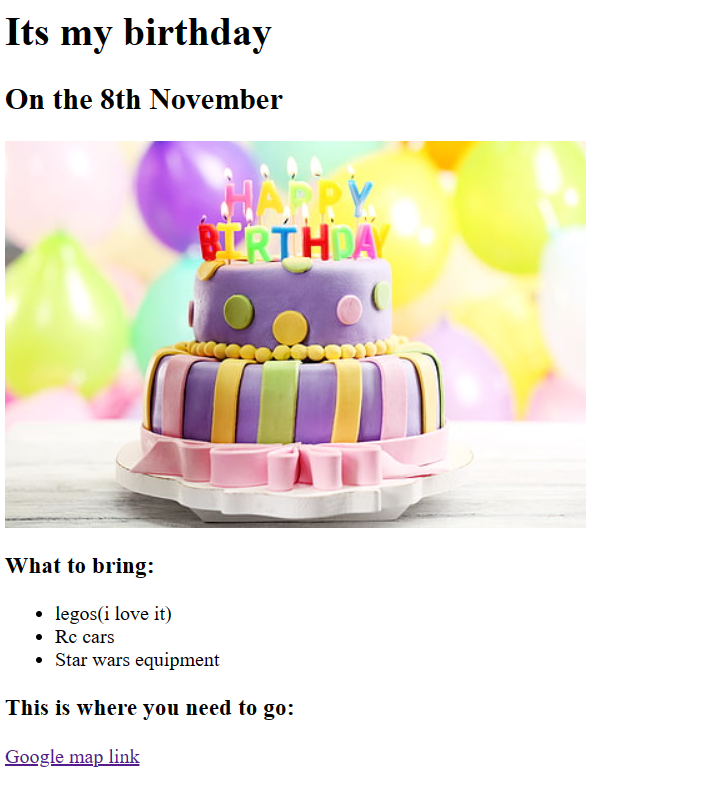 Its my birthday
On the 8th November
HAPPY
BIRTHDAY
What to bring:
legos(i love it)
Rc cars
Star wars equipment
This is where you need to go:
Google map link